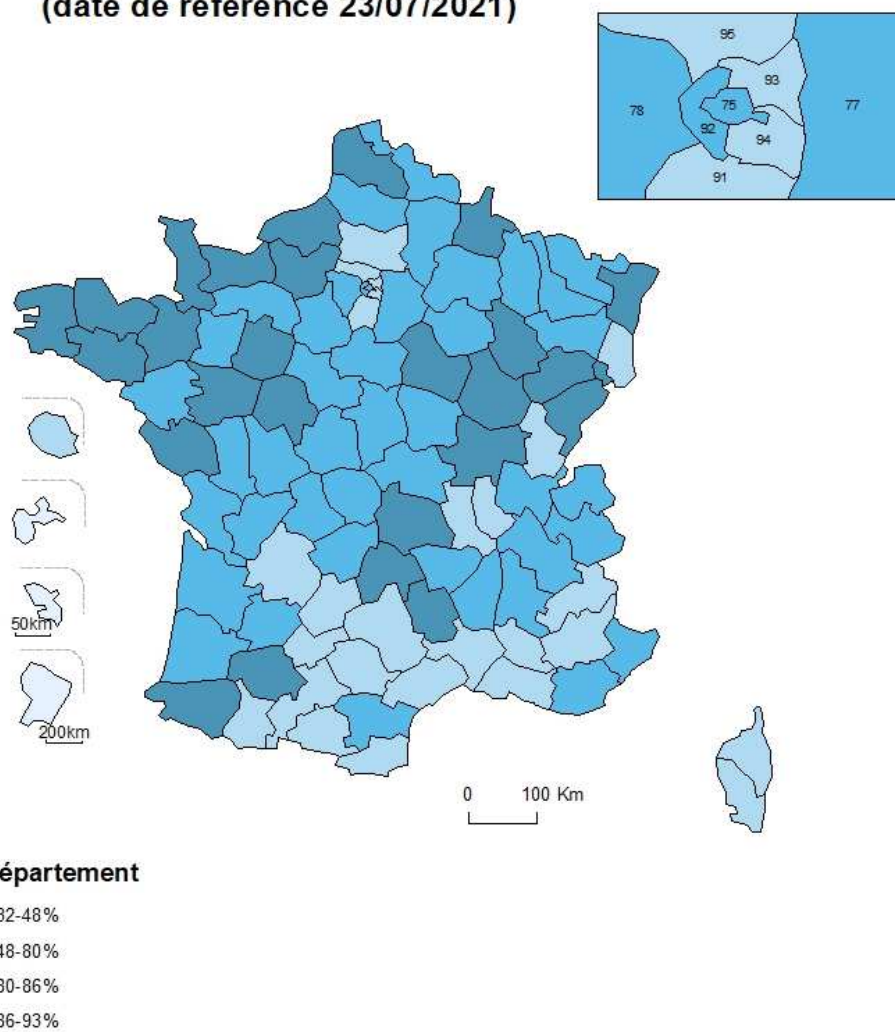 (date de référence 23/07/2021)
95
93
78
75
77
92
94
91
50km
200km
0 100 Km
épartement
32-48%
48-80%
80-86%
86-93%